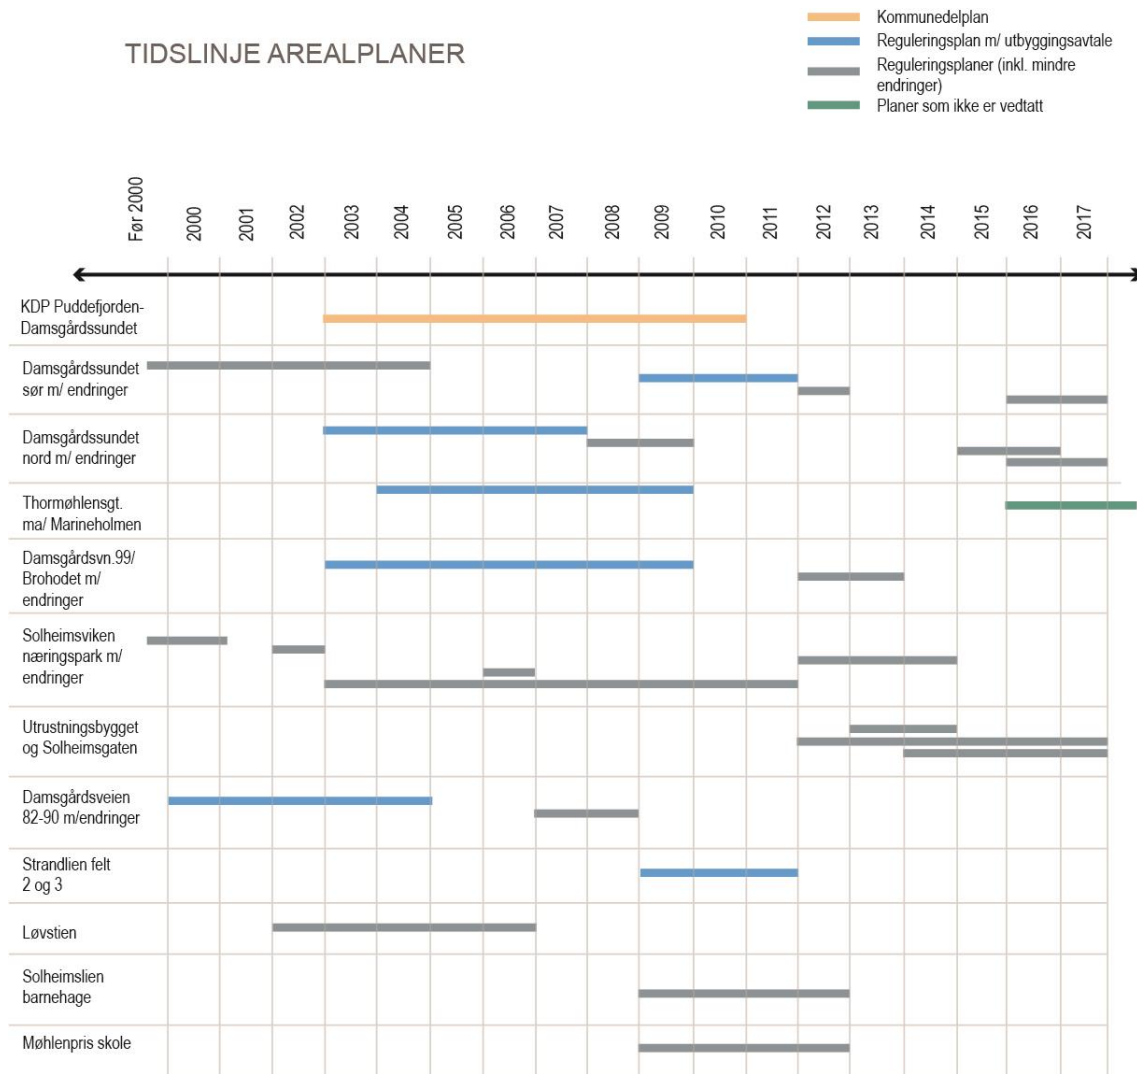 TIDSLINJE AREALPLANER
Kommunedelplan
Reguleringsplan m/ utbyggingsavtale
Reguleringsplaner (inkl. mindre
endringer)
Planer som ikke er vedtatt
Før 2000
2000
2001
2002
2003
2004
2005
2006
2007
2008
2009
2010
2011
2012
2013
2014
2015
2016
2017
KDP Puddefjorden-
Damsgårdssundet
Damsgårdssundet
sør m/ endringer
Damsgårdssundet
nord m/ endringer
Thormøhlensgt.
ma/ Marineholmen
Damsgårdsvn.99/
Brohodet m/
endringer
Solheimsviken
næringspark m/
endringer
Utrustningsbygget
og Solheimsgaten
Damsgårdsveien
82-90 m/endringer
Strandlien felt
2 og 3
Løvstien
Solheimslien
barnehage
Møhlenpris skole